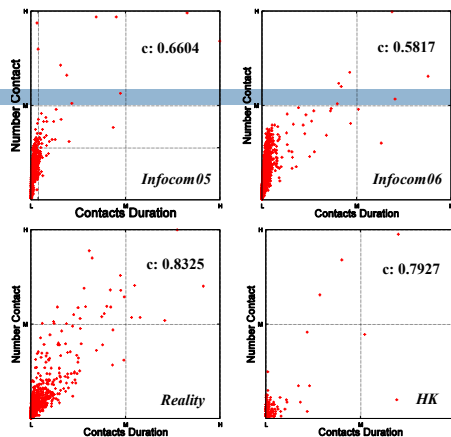 H
c: 0.6604
Number Contact
M
Infocom05
L
M
H
Contacts Duration
H
c: 0.5817
Number Contact
M
Infocom06
L
M
Contacts Duration
H
c: 0.8325
Number Contact
M
Reality
L
M
H
Contacts Duration
H
c: 0.7927
Number Contact
M
HK
L
M
Contacts Duration